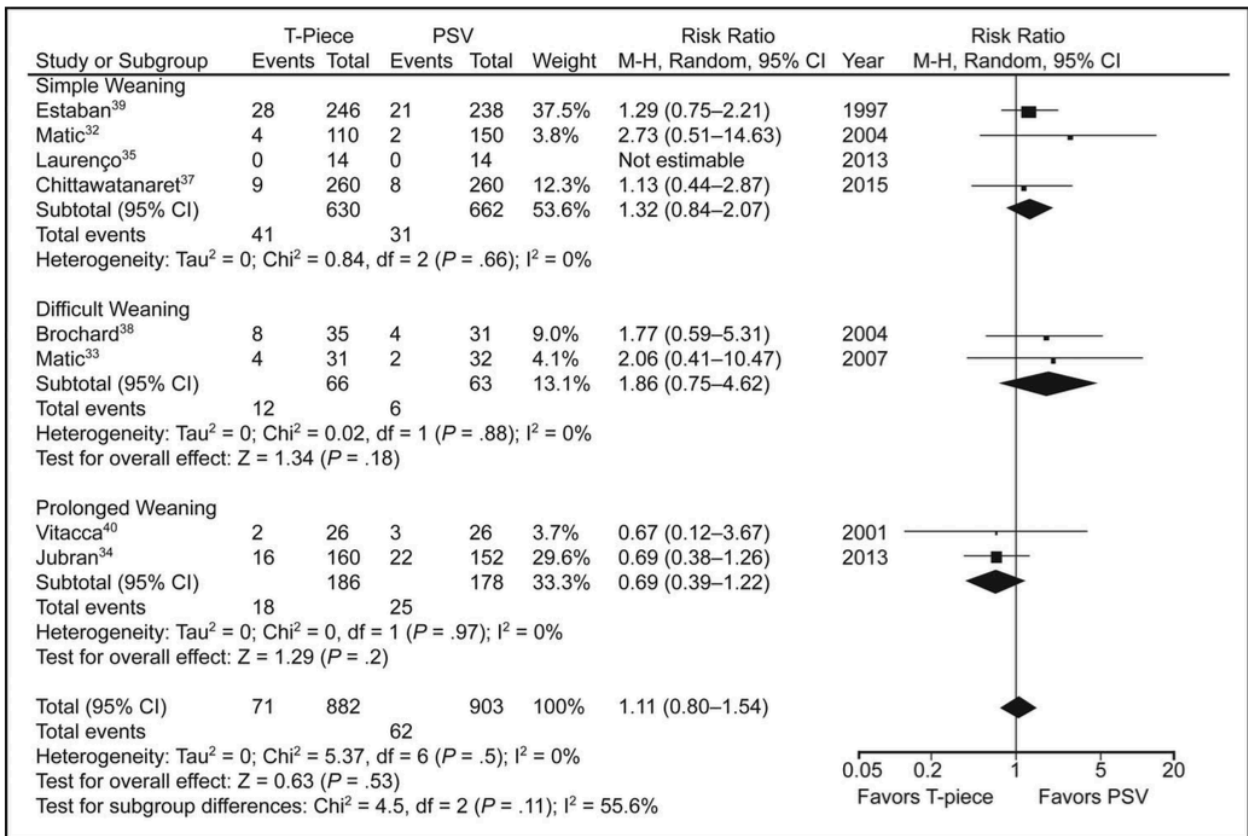 T-Piece PSV Risk Ratio Risk Ratio
Study or Subgroup Events Total Events Total Weight M-H, Random, 95% CI Year M-H, Random, 95% CI
Simple Weaning
Estaban39 28 246 21 238 37.5% 1.29 (0.75–2.21) 1997
Matic32 4 110 2 150 3.8% 2.73 (0.51–14.63) 2004
Laurenço35 0 14 0 14 Not estimable 2013
Chittawatanaret37 9 260 8 260 12.3% 1.13 (0.44–2.87) 2015
Subtotal (95% CI) 630 662 53.6% 1.32 (0.84–2.07)
Total events 41 31
Heterogeneity: Tau² = 0; Chi² = 0.84, df = 2 (P = .66); I² = 0%
Difficult Weaning
Brochard38 8 35 4 31 9.0% 1.77 (0.59–5.31) 2004
Matic33 4 31 2 32 4.1% 2.06 (0.41–10.47) 2007
Subtotal (95% CI) 66 63 13.1% 1.86 (0.75–4.62)
Total events 12 6
Heterogeneity: Tau² = 0; Chi² = 0.02, df = 1 (P = .88); I² = 0%
Test for overall effect: Z = 1.34 (P = .18)
Prolonged Weaning
Vitacca40 2 26 3 26 3.7% 0.67 (0.12–3.67) 2001
Jubran34 16 160 22 152 29.6% 0.69 (0.38–1.26) 2013
Subtotal (95% CI) 186 178 33.3% 0.69 (0.39–1.22)
Total events 18 25
Heterogeneity: Tau² = 0; Chi² = 0, df = 1 (P = .97); I² = 0%
Test for overall effect: Z = 1.29 (P = .2)
Total (95% CI) 71 882 903 100% 1.11 (0.80–1.54)
Total events 62
Heterogeneity: Tau² = 0; Chi² = 5.37, df = 6 (P = .5); I² = 0%
Test for overall effect: Z = 0.63 (P = .53)
Test for subgroup differences: Chi² = 4.5, df = 2 (P = .11); I² = 55.6%
0.05 0.2 1 5 20
Favors T-piece Favors PSV